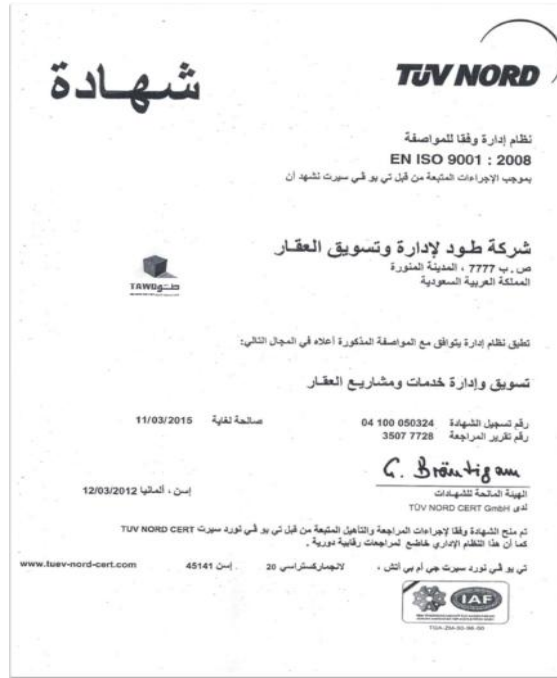 شهادة
TÜV NORD
نظام إدارة وفقا للمواصفة
EN ISO 9001 : 2008
بموجب الإجراءات المتبعة من قبل تي يو في سيرت نشهد أن
شركة طود لإدارة وتسويق العقار
ص . ب 7777 ، المدينة المنورة
المملكة العربية السعودية
TAWD طود
تطبق نظام إدارة يتوافق مع المواصفة المذكورة أعلاه في المجال التالي:
تسويق وإدارة خدمات ومشاريع العقار
رقم تسجيل الشهادة 04 100 050324 صالحة لغاية 11/03/2015
رقم تقرير المراجعة 3507 7728
G. Bräutigam
الهيئة المانحة للشهادات
لدى TÜV NORD CERT GmbH
إسن ، ألمانيا 12/03/2012
تم منح الشهادة وفقا لإجراءات المراجعة والتأهيل المتبعة من قبل تي يو في نورد سيرت TUV NORD CERT
كما أن هذا النظام الإداري خاضع لمراجعات رقابية دورية .
تي يو في نورد سيرت جي أم بي أتش ، لانجماركستراسي 20 . إسن 45141 www.tuev-nord-cert.com
IAF